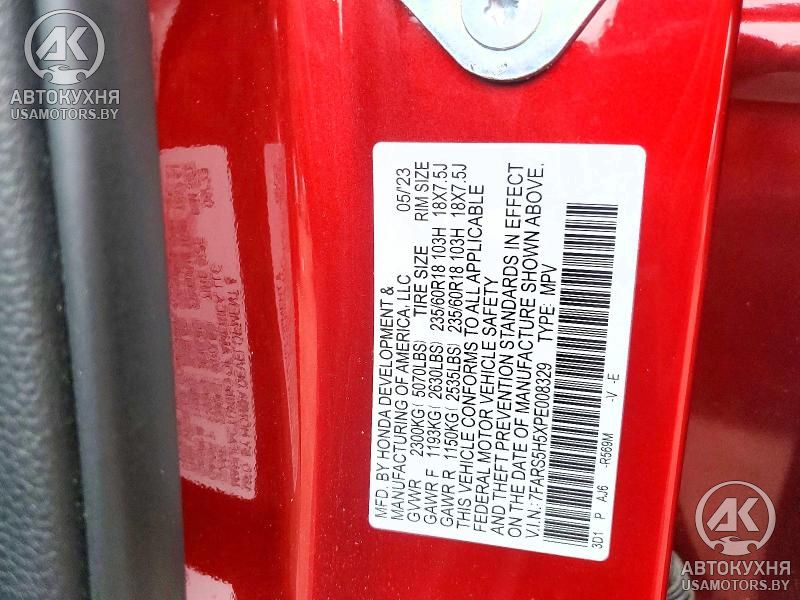 AK
АВТОКУХНЯ
USAMOTORS.BY
MFD. BY HONDA DEVELOPMENT &
MANUFACTURING OF AMERICA, LLC 05/'23
GVWR 2300KG( 5070LBS) TIRE SIZE RIM SIZE
GAWR F 1193KG( 2630LBS) 235/60R18 103H 18X7.5J
GAWR R 1150KG( 2535LBS) 235/60R18 103H 18X7.5J
THIS VEHICLE CONFORMS TO ALL APPLICABLE
FEDERAL MOTOR VEHICLE SAFETY
AND THEFT PREVENTION STANDARDS IN EFFECT
ON THE DATE OF MANUFACTURE SHOWN ABOVE.
V.I.N.:7FARS5H5XPE008329 TYPE: MPV
3D1 P AJ6 -R569M -V -E
AK
АВТОКУХНЯ
USAMOTORS.BY